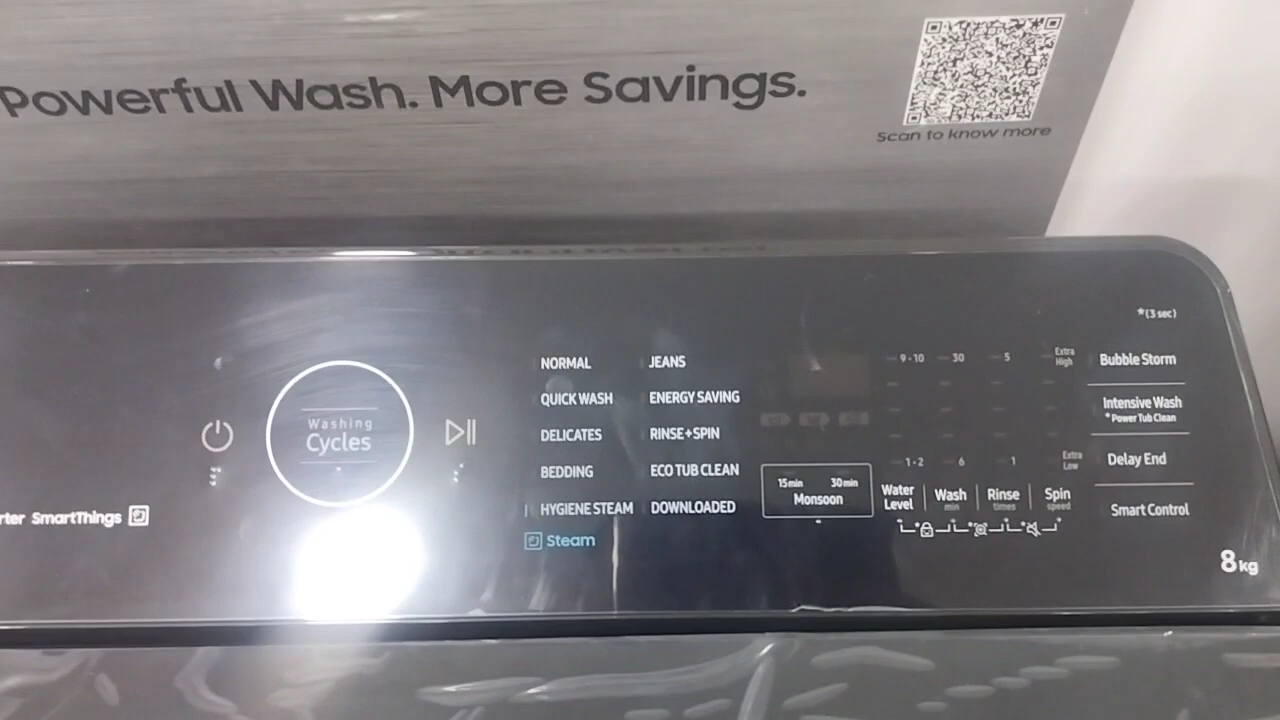 Powerful Wash. More Savings.
Scan to know more
*(3 sec)
Washing
Cycles
NORMAL
QUICK WASH
DELICATES
BEDDING
HYGIENE STEAM
Steam
JEANS
ENERGY SAVING
RINSE+SPIN
ECO TUB CLEAN
DOWNLOADED
15min 30min
Monsoon
9-10 30 5 Extra High
1-2 6 1 Extra Low
Water Level
Wash min
Rinse times
Spin speed
Bubble Storm
Intensive Wash
*Power Tub Clean
Delay End
Smart Control
SmartThings
8kg